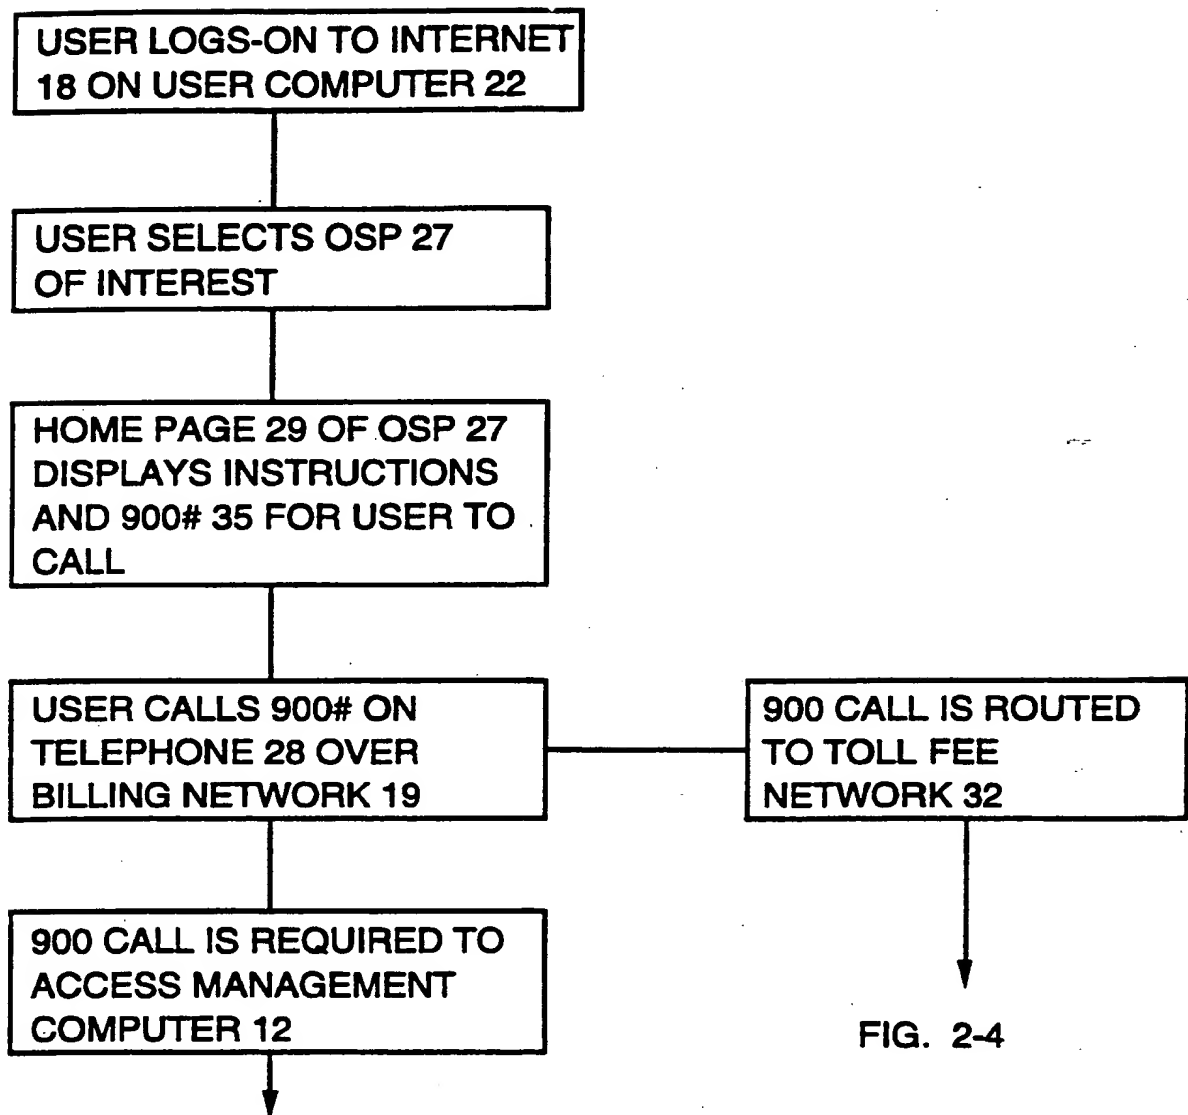 USER LOGS-ON TO INTERNET
18 ON USER COMPUTER 22
USER SELECTS OSP 27
OF INTEREST
HOME PAGE 29 OF OSP 27
DISPLAYS INSTRUCTIONS
AND 900# 35 FOR USER TO
CALL
USER CALLS 900# ON
TELEPHONE 28 OVER
BILLING NETWORK 19
900 CALL IS ROUTED
TO TOLL FEE
NETWORK 32
900 CALL IS REQUIRED TO
ACCESS MANAGEMENT
COMPUTER 12
FIG. 2-4